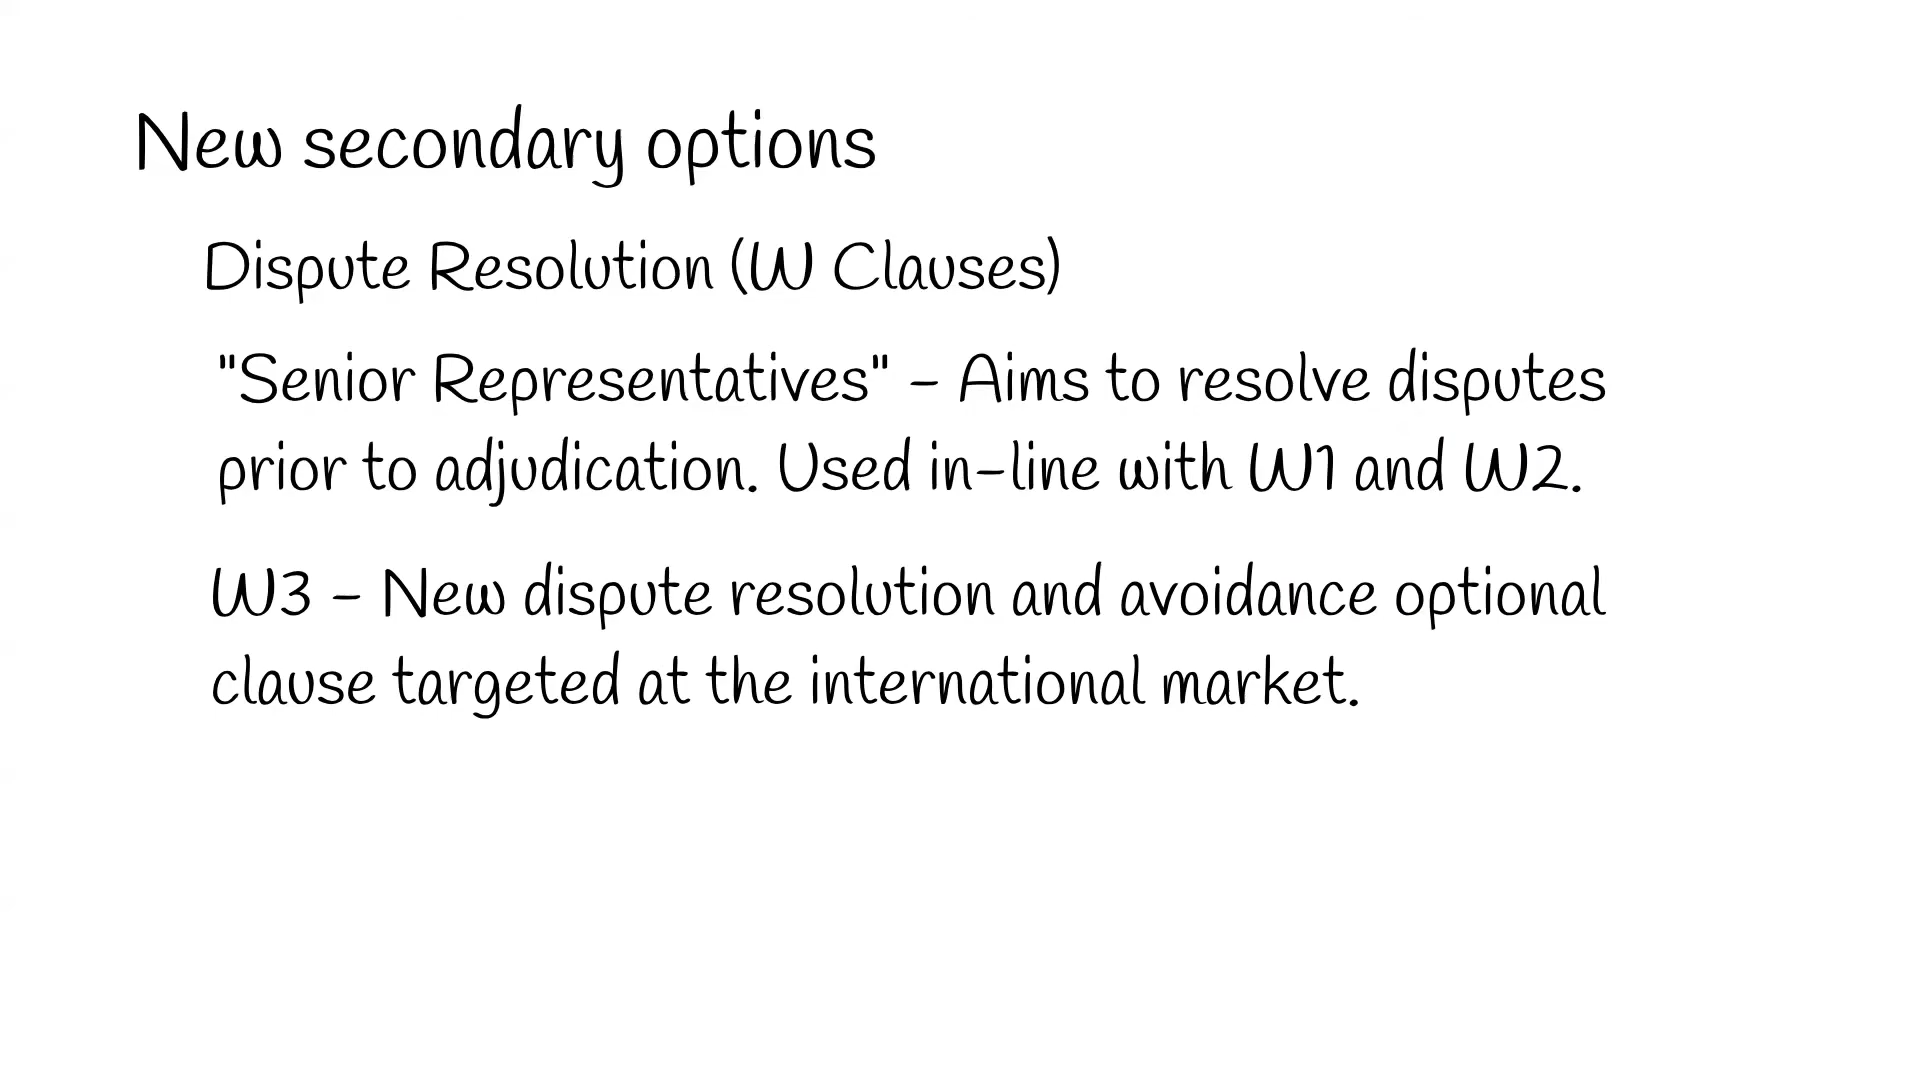 New secondary options
Dispute Resolution (W Clauses)
"Senior Representatives" - Aims to resolve disputes
prior to adjudication. Used in-line with W1 and W2.
W3 - New dispute resolution and avoidance optional
clause targeted at the international market.